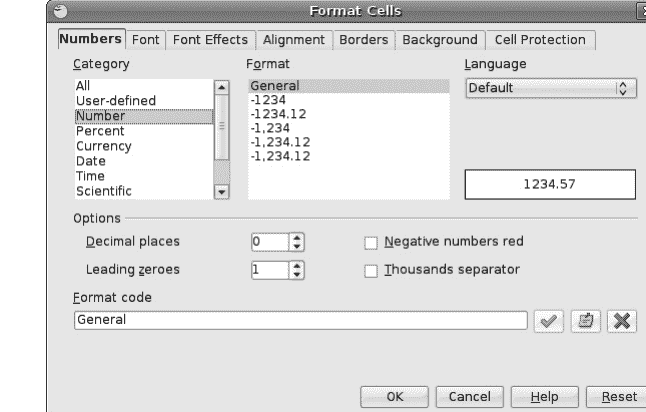 Format Cells
Numbers Font Font Effects Alignment Borders Background Cell Protection
Category Format Language
All General Default
User-defined -1234
Number -1234.12
Percent -1,234
Currency -1,234.12
Date -1,234.12
Time
Scientific 1234.57
Options
Decimal places 0 Negative numbers red
Leading zeroes 1 Thousands separator
Format code
General
OK Cancel Help Reset